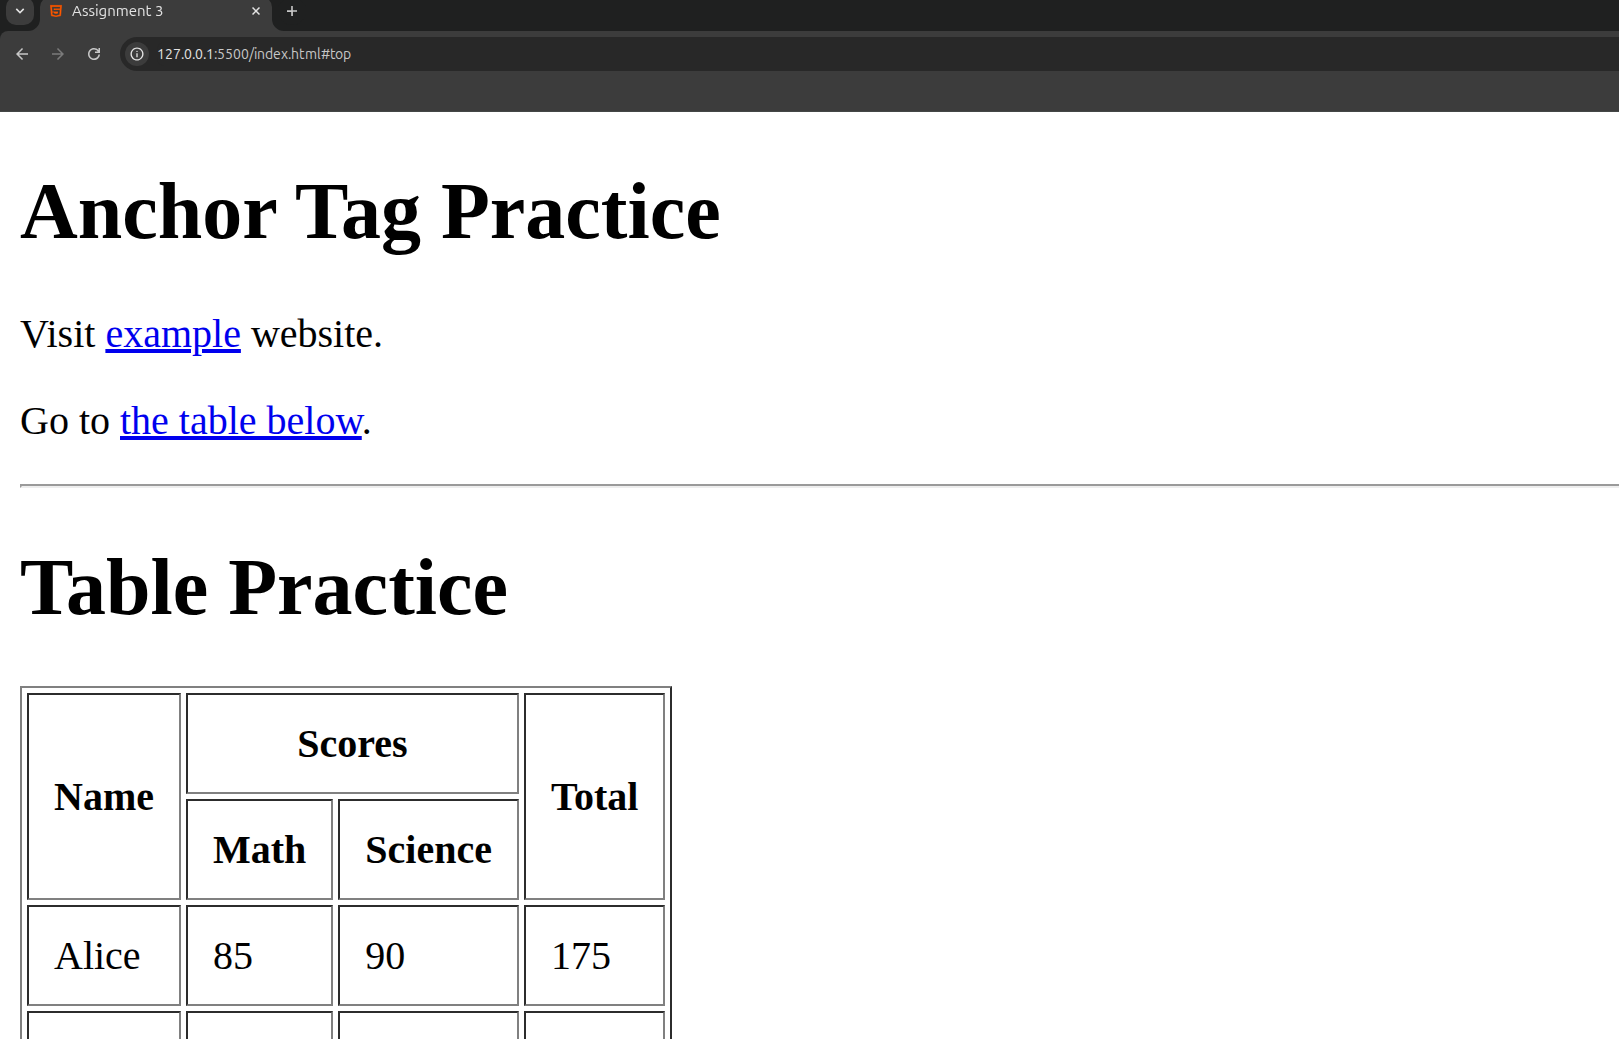 Assignment 3
127.0.0.1:5500/index.html#top
Anchor Tag Practice
Visit example website.
Go to the table below.
Table Practice
Name Scores Total
Math Science
Alice 85 90 175